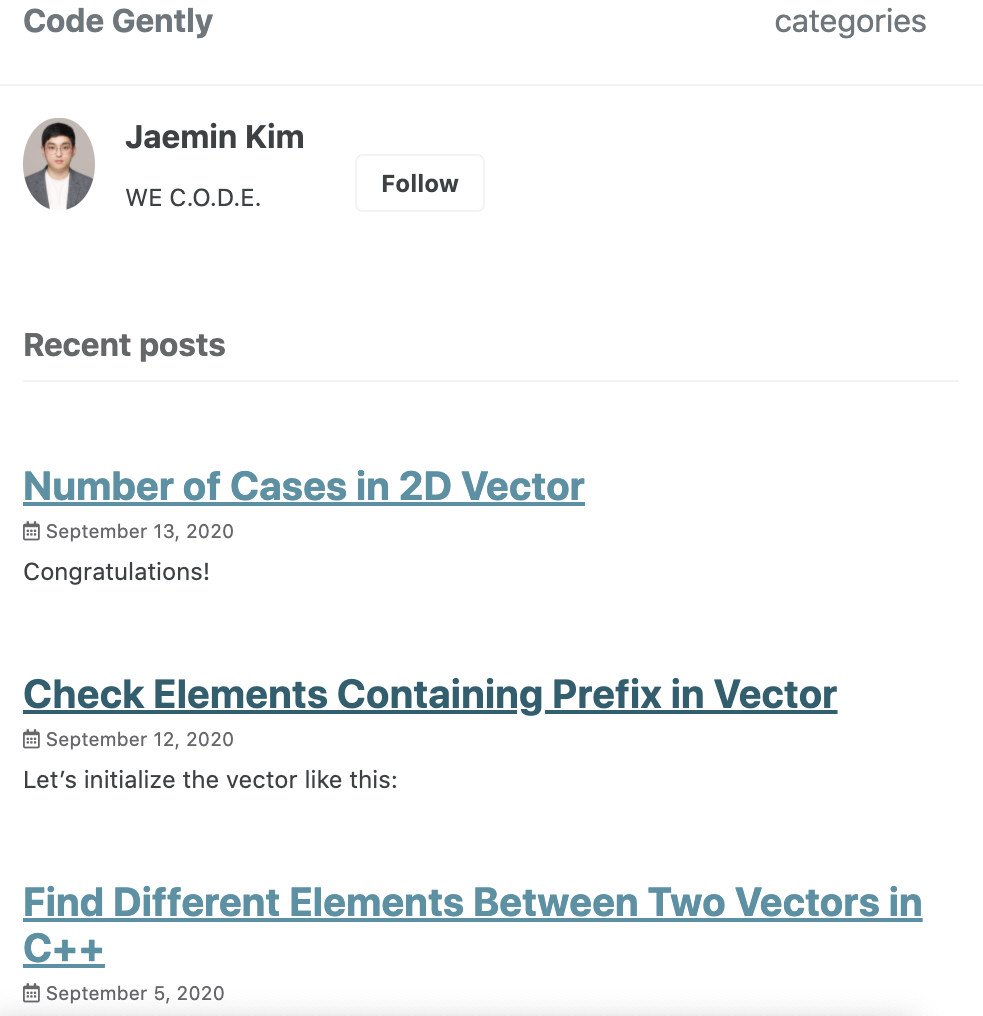 Code Gently
categories
Jaemin Kim
WE C.O.D.E.
Follow
Recent posts
Number of Cases in 2D Vector
September 13, 2020
Congratulations!
Check Elements Containing Prefix in Vector
September 12, 2020
Let’s initialize the vector like this:
Find Different Elements Between Two Vectors in
C++
September 5, 2020